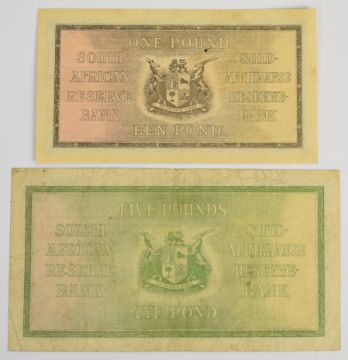 ONE POUND
SOUTH
AFRICAN
RESERVE
BANK
SUID-
AFRIKAANSE
RESERWE-
BANK
EEN POND
FIVE POUNDS
SOUTH
AFRICAN
RESERVE
BANK
SUID-
AFRIKAANSE
RESERWE-
BANK
VYF POND